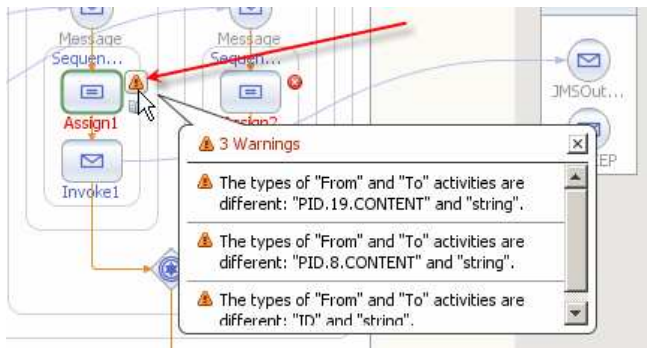 Message
Message
Sequen...
Sequen...
JMSOut...
Assign1
Assign2
3 Warnings
EEP
Invoke1
The types of "From" and "To" activities are
different: "PID.19.CONTENT" and "string".
The types of "From" and "To" activities are
different: "PID.8.CONTENT" and "string".
The types of "From" and "To" activities are
different: "ID" and "string".